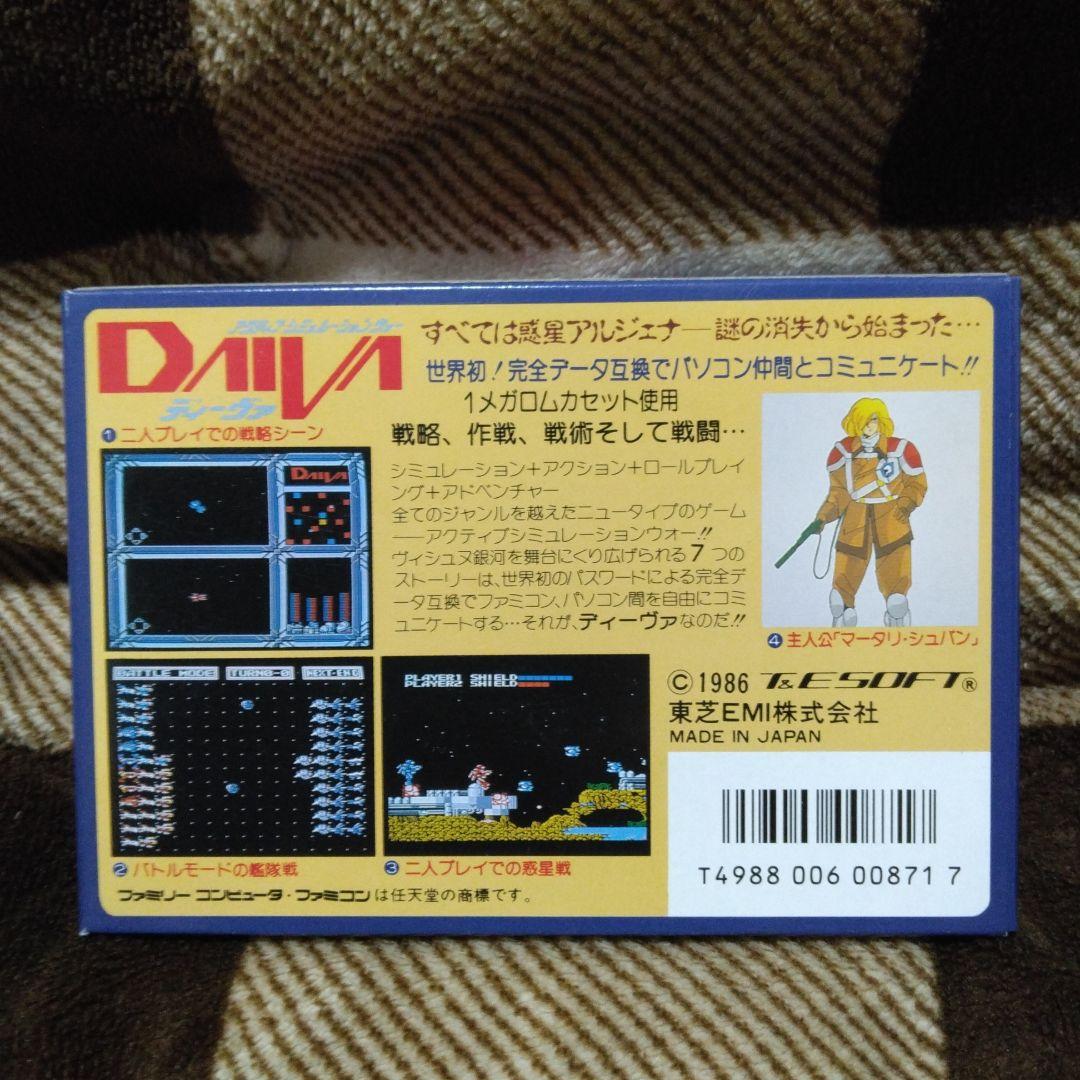 アクティブ・シミュレーションウォー
DAIVA
ディーヴァ
すべては惑星アルジェナ──謎の消失から始まった…
世界初!完全データ互換でパソコン仲間とコミュニケート!!
1メガロムカセット使用
戦略、作戦、戦術そして戦闘…
❶二人プレイでの戦略シーン
DAIVA
シミュレーション+アクション+ロールプレイ
ング+アドベンチャー
全てのジャンルを越えたニュータイプのゲーム
──アクティブシミュレーションウォー!!
ヴィシュヌ銀河を舞台にくり広げられる7つの
ストーリーは、世界初のパスワードによる完全デ
ータ互換でファミコン、パソコン間を自由にコミ
ュニケートする…それが、ディーヴァなのだ!!
❹主人公「マータリ・シュバン」
BATTLE MODE TURN0-0 NEXT-END
❷バトルモードの艦隊戦
PLAYER1 SHIELD
PLAYER2 SHIELD
❸二人プレイでの惑星戦
ファミリーコンピュータ・ファミコンは任天堂の商標です。
©1986 T&E SOFT®
東芝EMI株式会社
MADE IN JAPAN
T4988 006 00871 7